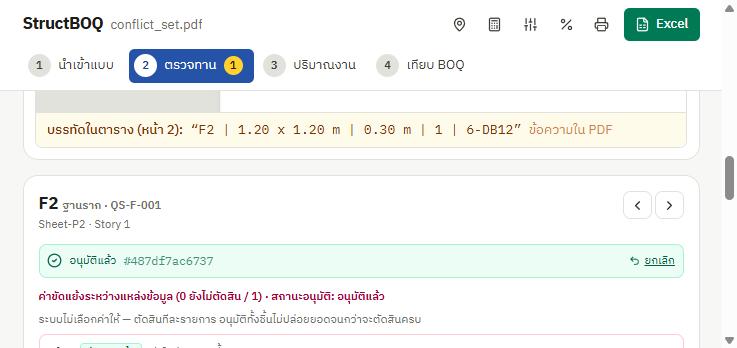 StructBOQ conflict_set.pdf % Excel
1 นำเข้าแบบ 2 ตรวจทาน 1 3 ปริมาณงาน 4 เทียบ BOQ
บรรทัดในตาราง (หน้า 2): “F2 | 1.20 x 1.20 m | 0.30 m | 1 | 6-DB12” ข้อความใน PDF
F2 ฐานราก · QS-F-001
Sheet-P2 · Story 1
อนุมัติแล้ว #487df7ac6737 ยกเลิก
ค่าขัดแย้งระหว่างแหล่งข้อมูล (0 ยังไม่ตัดสิน / 1) · สถานะอนุมัติ: อนุมัติแล้ว
ระบบไม่เลือกค่าให้ — ตัดสินทีละรายการ อนุมัติทั้งชิ้นไม่ปล่อยยอดจนกว่าจะตัดสินครบ